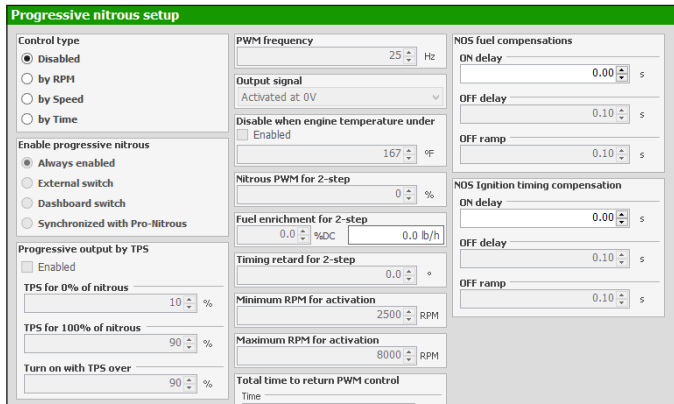 Progressive nitrous setup
Control type
Disabled
by RPM
by Speed
by Time
Enable progressive nitrous
Always enabled
External switch
Dashboard switch
Synchronized with Pro-Nitrous
Progressive output by TPS
Enabled
TPS for 0% of nitrous
10 %
TPS for 100% of nitrous
90 %
Turn on with TPS over
90 %
PWM frequency
25 Hz
Output signal
Activated at 0V
Disable when engine temperature under
Enabled
167 ºF
Nitrous PWM for 2-step
0 %
Fuel enrichment for 2-step
0.0 %DC 0.0 lb/h
Timing retard for 2-step
0.0 °
Minimum RPM for activation
2500 RPM
Maximum RPM for activation
8000 RPM
Total time to return PWM control
Time
NOS fuel compensations
ON delay
0.00 s
OFF delay
0.10 s
OFF ramp
0.10 s
NOS Ignition timing compensation
ON delay
0.00 s
OFF delay
0.10 s
OFF ramp
0.10 s